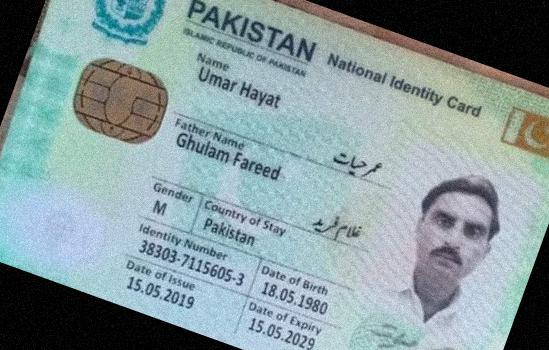 PAKISTAN National Identity Card
ISLAMIC REPUBLIC OF PAKISTAN
Name
Umar Hayat
عمر حیات
Father Name
Ghulam Fareed
غلام فرید
Gender Country of Stay
M Pakistan
Identity Number Date of Birth
38303-7115605-3 18.05.1980
Date of Issue Date of Expiry
15.05.2019 15.05.2029